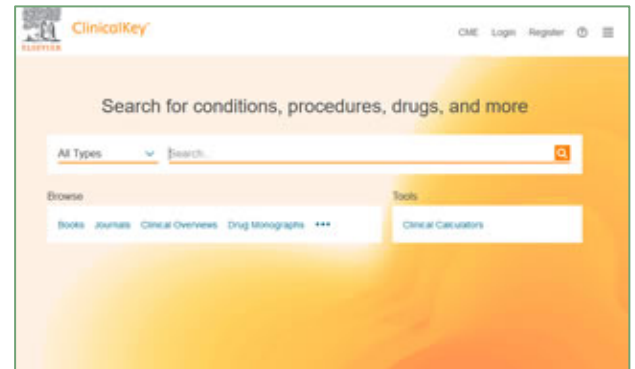 ClinicalKey
ELSEVIER
CME Login Register ?
Search for conditions, procedures, drugs, and more
All Types Search...
Browse Tools
Books Journals Clinical Overviews Drug Monographs ••• Clinical Calculators